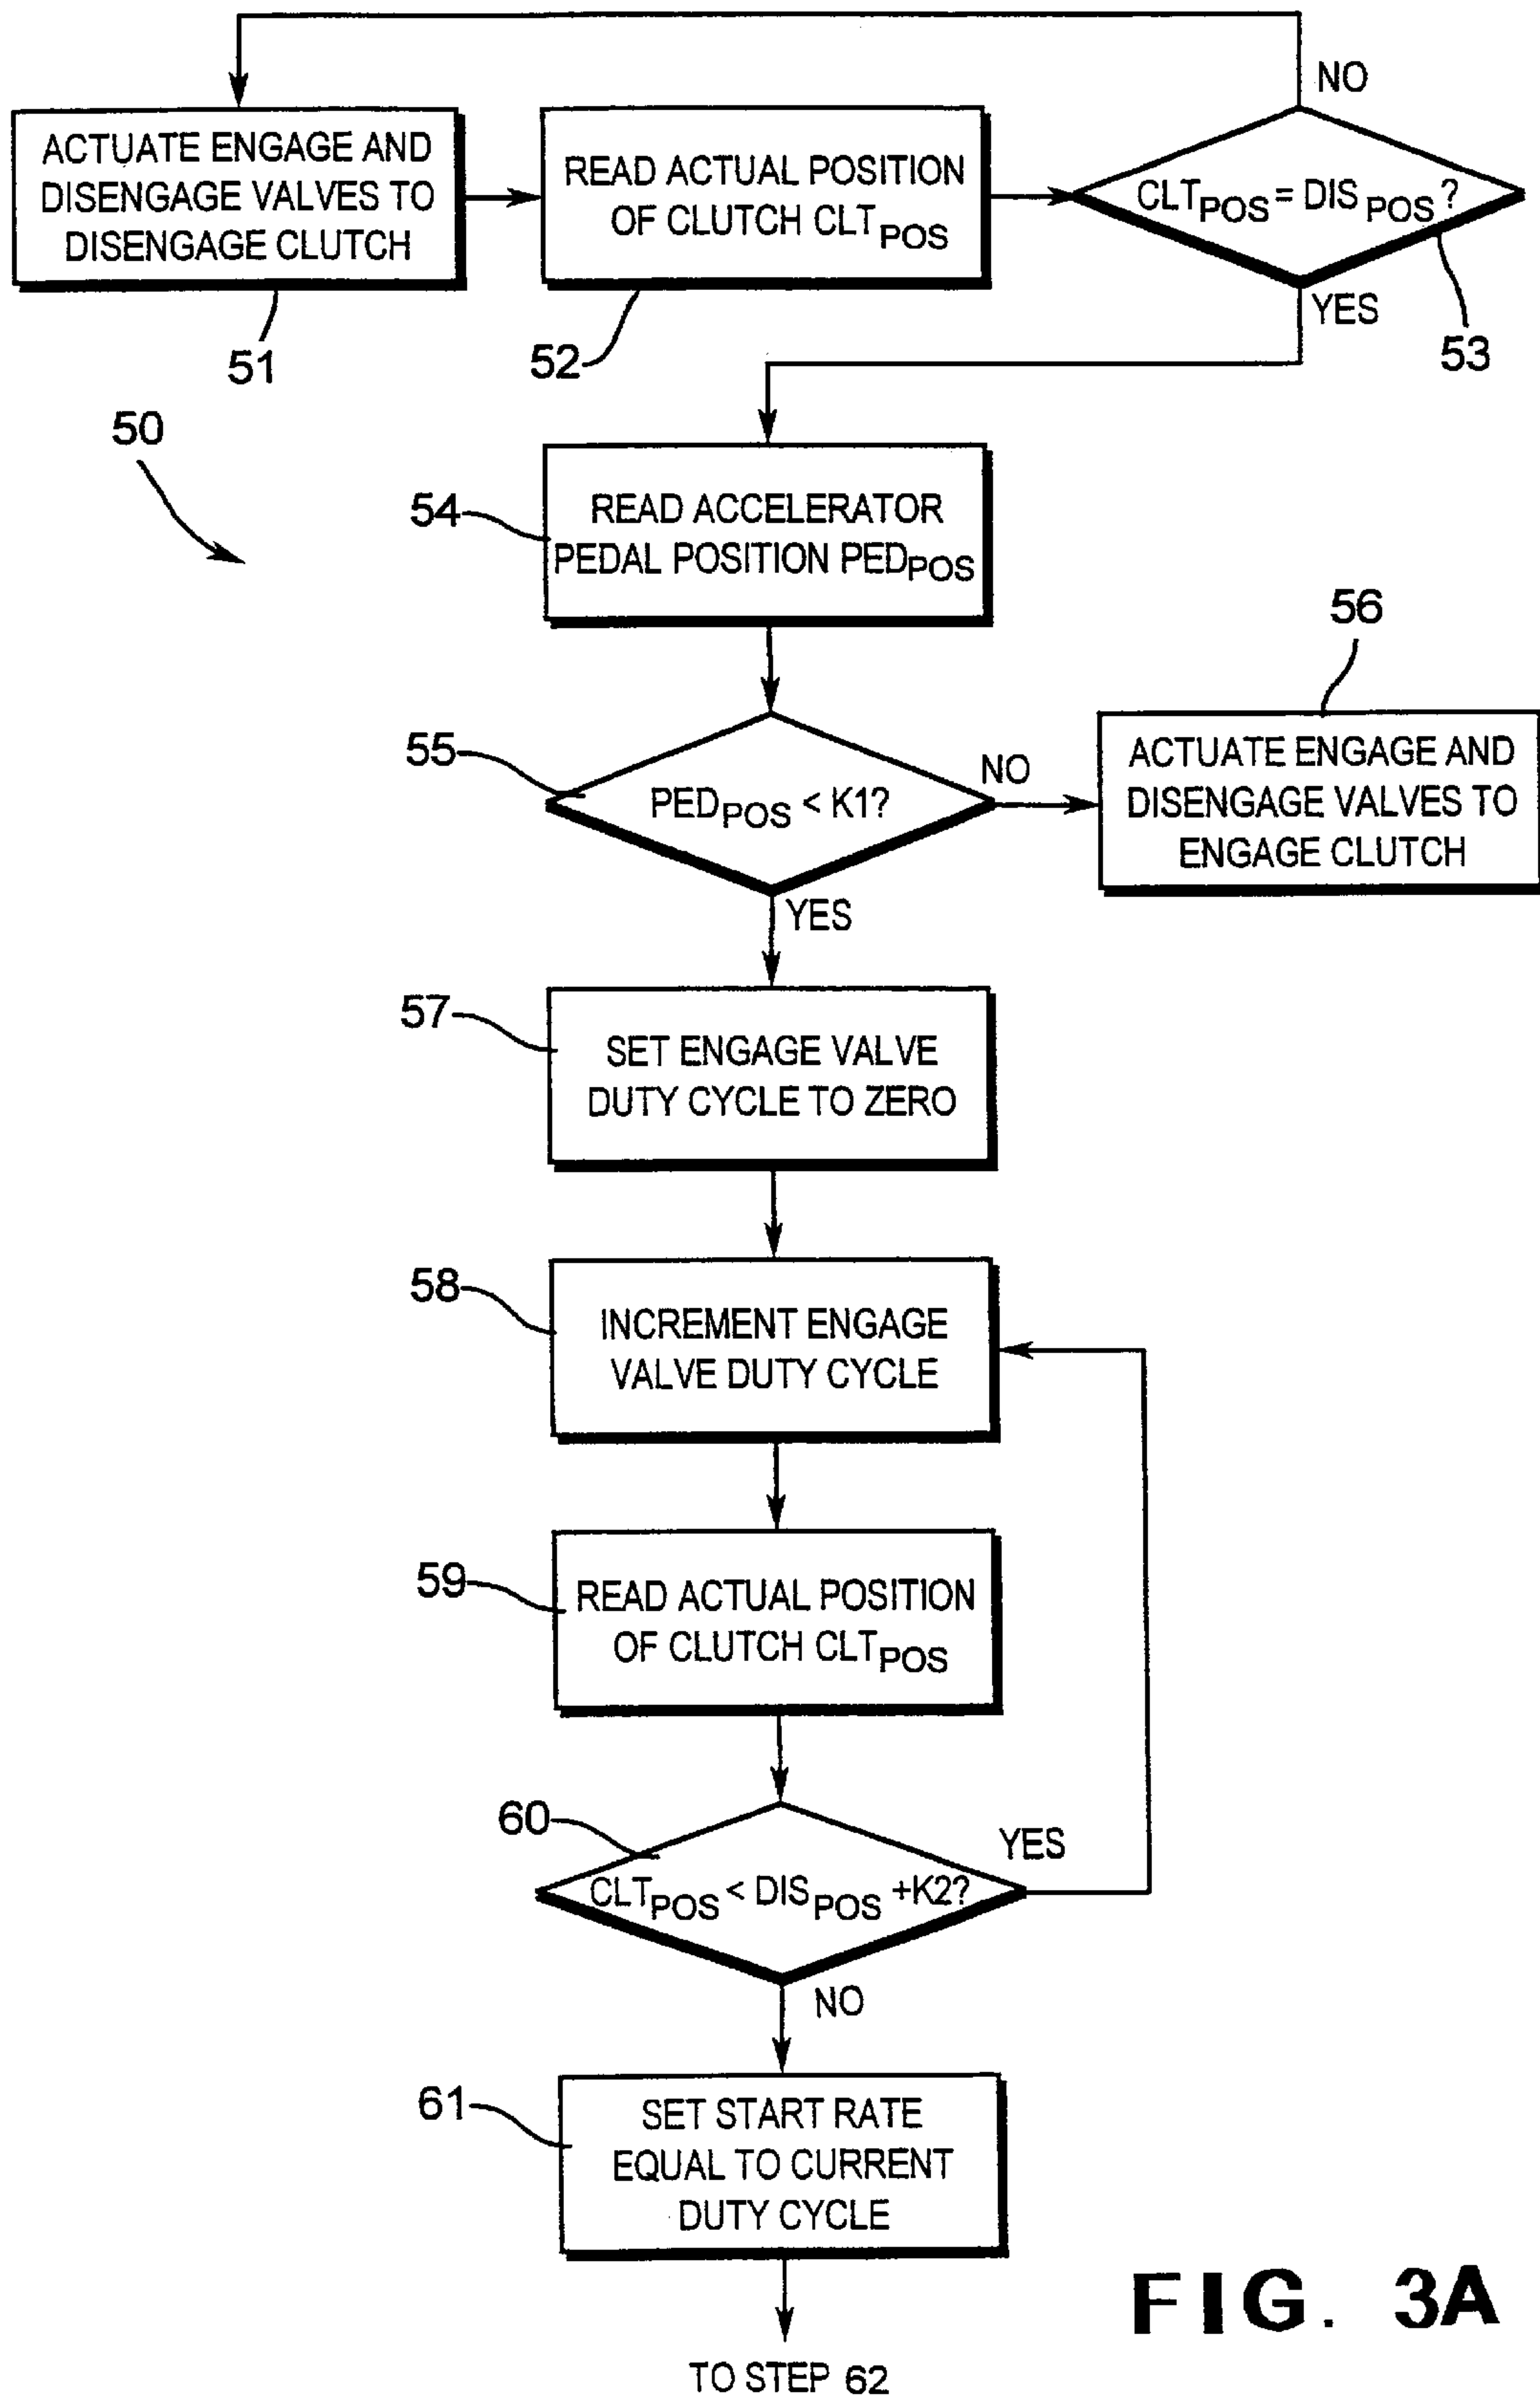 NO
ACTUATE ENGAGE AND
DISENGAGE VALVES TO
DISENGAGE CLUTCH
51
READ ACTUAL POSITION
OF CLUTCH CLTPOS
52
CLTPOS = DISPOS ?
53
YES
50
54
READ ACCELERATOR
PEDAL POSITION PEDPOS
55
PEDPOS < K1?
NO
56
ACTUATE ENGAGE AND
DISENGAGE VALVES TO
ENGAGE CLUTCH
YES
57
SET ENGAGE VALVE
DUTY CYCLE TO ZERO
58
INCREMENT ENGAGE
VALVE DUTY CYCLE
59
READ ACTUAL POSITION
OF CLUTCH CLTPOS
60
CLTPOS < DISPOS +K2?
YES
NO
61
SET START RATE
EQUAL TO CURRENT
DUTY CYCLE
TO STEP 62
FIG. 3A